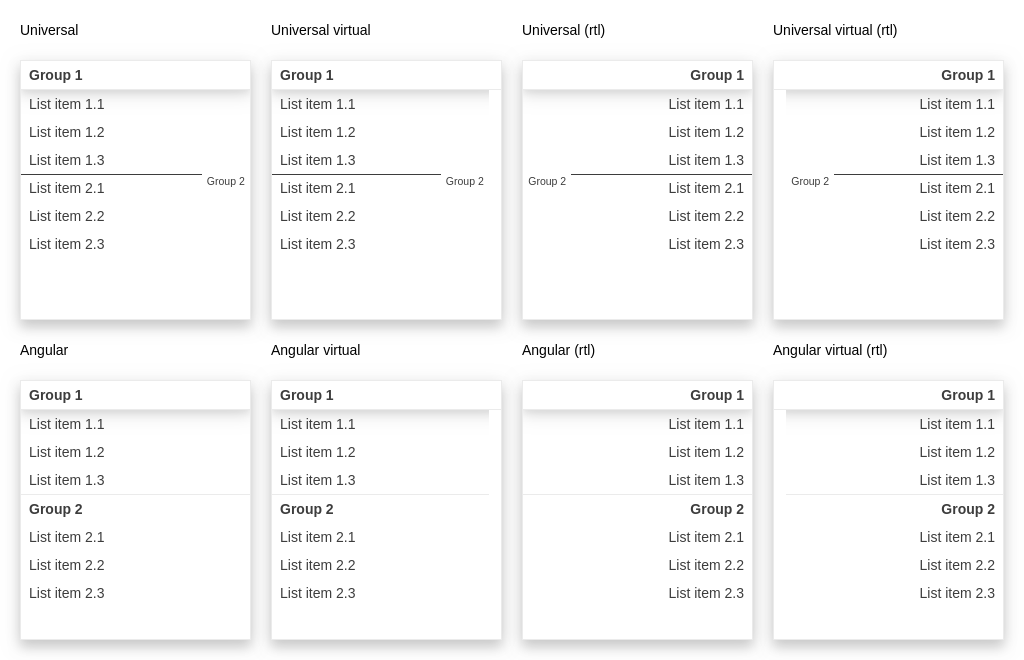 Universal
Group 1
List item 1.1
List item 1.2
List item 1.3
Group 2
List item 2.1
List item 2.2
List item 2.3
Universal virtual
Group 1
List item 1.1
List item 1.2
List item 1.3
Group 2
List item 2.1
List item 2.2
List item 2.3
Universal (rtl)
Group 1
List item 1.1
List item 1.2
List item 1.3
Group 2
List item 2.1
List item 2.2
List item 2.3
Universal virtual (rtl)
Group 1
List item 1.1
List item 1.2
List item 1.3
Group 2
List item 2.1
List item 2.2
List item 2.3
Angular
Group 1
List item 1.1
List item 1.2
List item 1.3
Group 2
List item 2.1
List item 2.2
List item 2.3
Angular virtual
Group 1
List item 1.1
List item 1.2
List item 1.3
Group 2
List item 2.1
List item 2.2
List item 2.3
Angular (rtl)
Group 1
List item 1.1
List item 1.2
List item 1.3
Group 2
List item 2.1
List item 2.2
List item 2.3
Angular virtual (rtl)
Group 1
List item 1.1
List item 1.2
List item 1.3
Group 2
List item 2.1
List item 2.2
List item 2.3